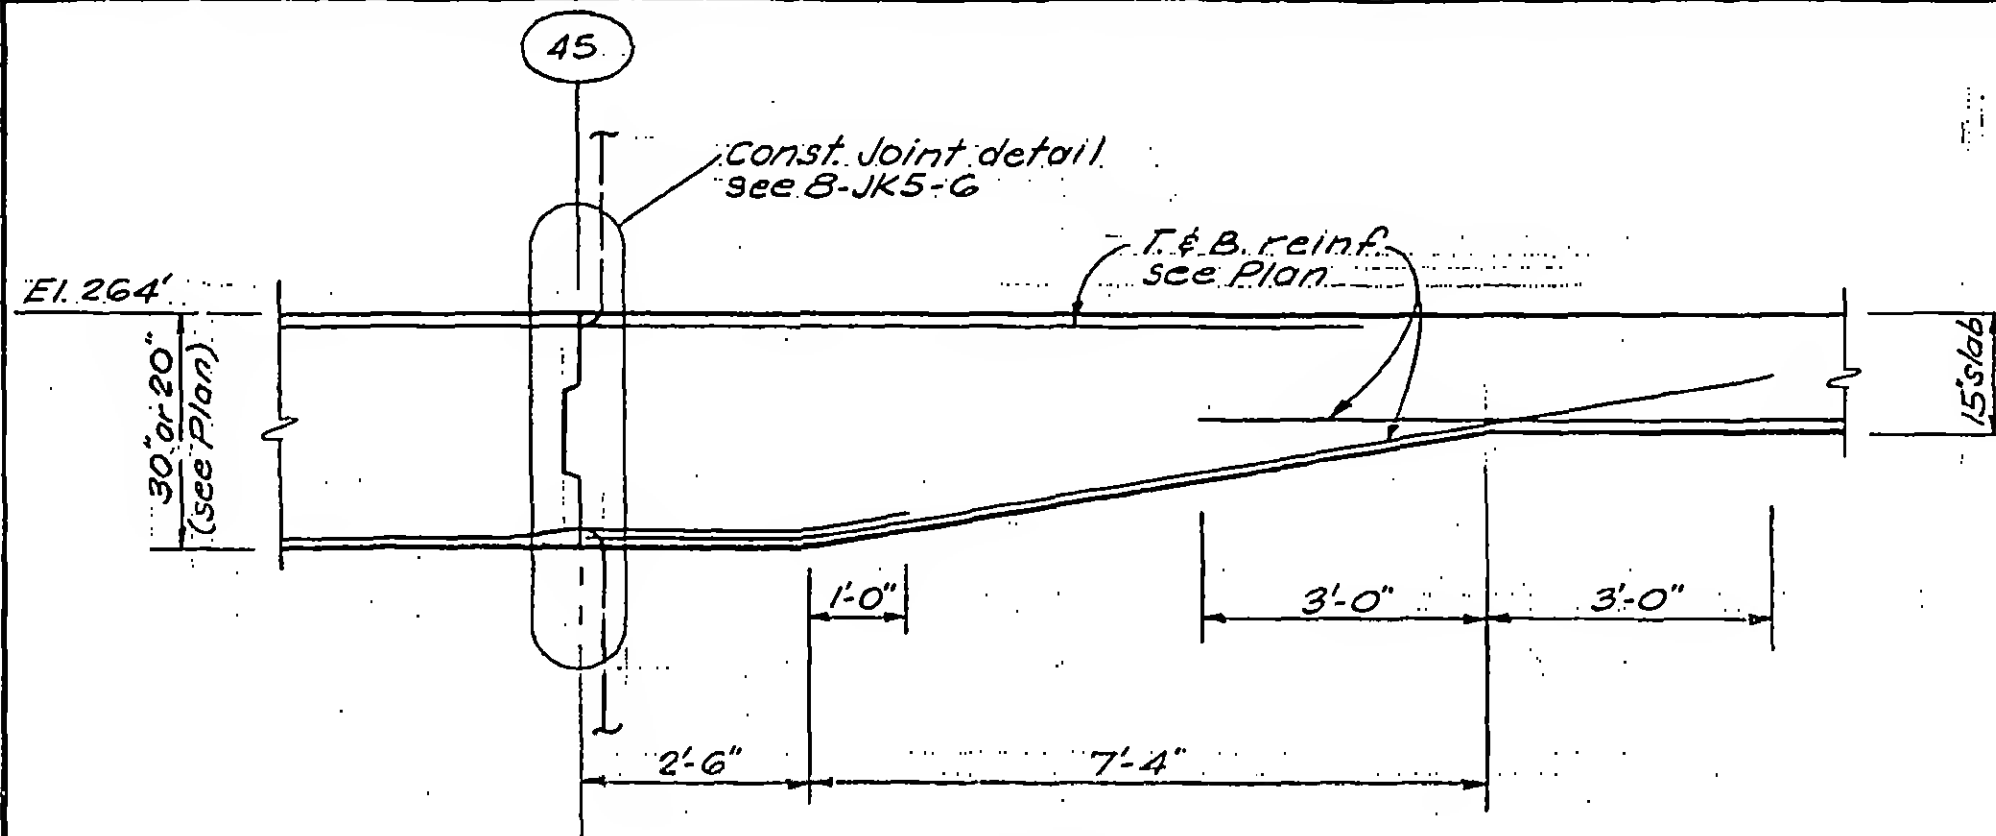 45
Const. Joint detail
see 8-JK5-6
T. & B. reinf.
see Plan
El. 264'
30" or 20"
(see Plan)
15" slab
1'-0"
3'-0"
3'-0"
2'-6"
7'-4"